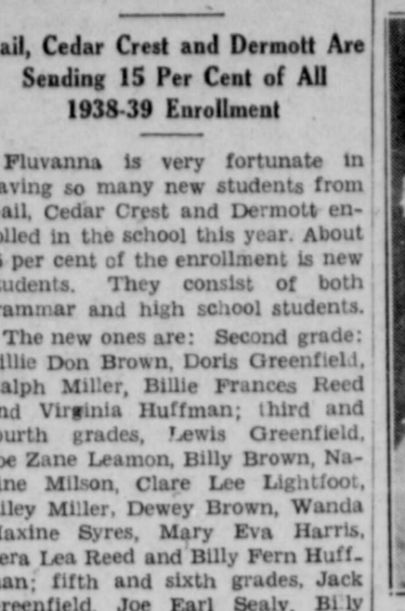 ail, Cedar Crest and Dermott Are
Sending 15 Per Cent of All
1938-39 Enrollment
Fluvanna is very fortunate in
aving so many new students from
ail, Cedar Crest and Dermott en-
olled in the school this year. About
per cent of the enrollment is new
tudents. They consist of both
rammar and high school students.
The new ones are: Second grade:
illie Don Brown, Doris Greenfield,
alph Miller, Billie Frances Reed
nd Virginia Huffman; third and
ourth grades, Lewis Greenfield,
oe Zane Leamon, Billy Brown, Na-
ine Milson, Clare Lee Lightfoot,
iley Miller, Dewey Brown, Wanda
axine Syres, Mary Eva Harris,
era Lea Reed and Billy Fern Huff-
an; fifth and sixth grades, Jack
reenfield, Joe Earl Sealy, Billy